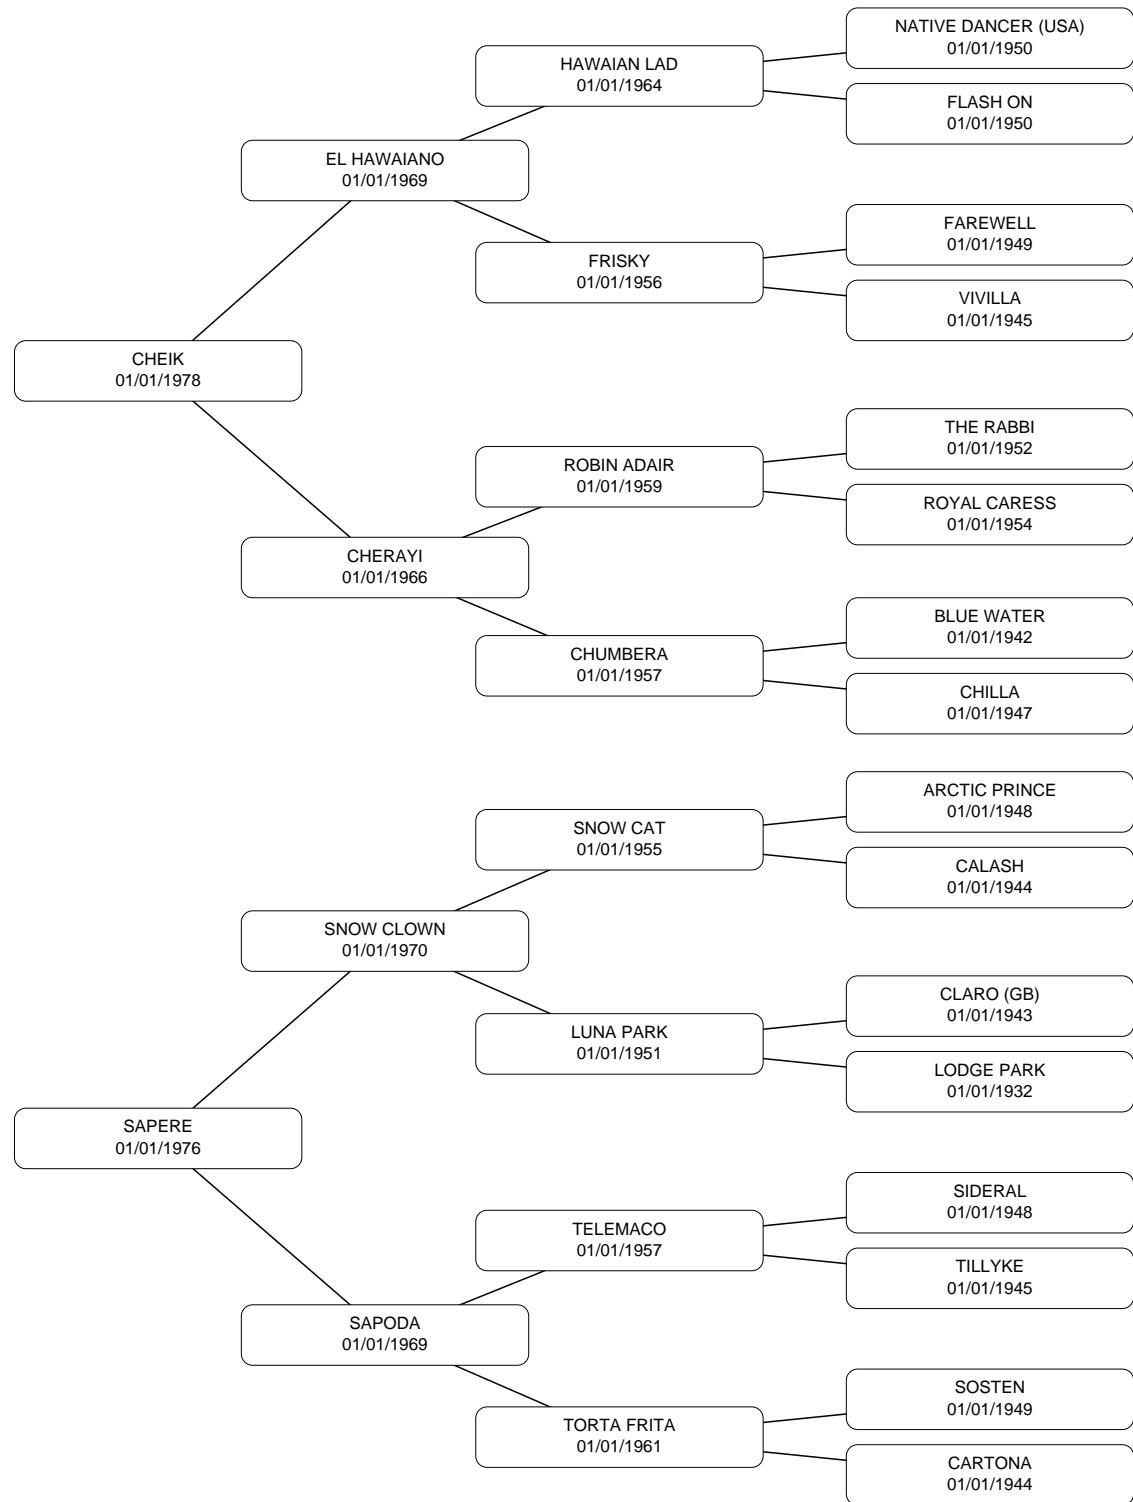 NATIVE DANCER (USA)
01/01/1950
HAWAIAN LAD
01/01/1964
FLASH ON
01/01/1950
EL HAWAIANO
01/01/1969
FAREWELL
01/01/1949
FRISKY
01/01/1956
VIVILLA
01/01/1945
CHEIK
01/01/1978
THE RABBI
01/01/1952
ROBIN ADAIR
01/01/1959
ROYAL CARESS
01/01/1954
CHERAYI
01/01/1966
BLUE WATER
01/01/1942
CHUMBERA
01/01/1957
CHILLA
01/01/1947
ARCTIC PRINCE
01/01/1948
SNOW CAT
01/01/1955
CALASH
01/01/1944
SNOW CLOWN
01/01/1970
CLARO (GB)
01/01/1943
LUNA PARK
01/01/1951
LODGE PARK
01/01/1932
SAPERE
01/01/1976
SIDERAL
01/01/1948
TELEMACO
01/01/1957
TILLYKE
01/01/1945
SAPODA
01/01/1969
SOSTEN
01/01/1949
TORTA FRITA
01/01/1961
CARTONA
01/01/1944